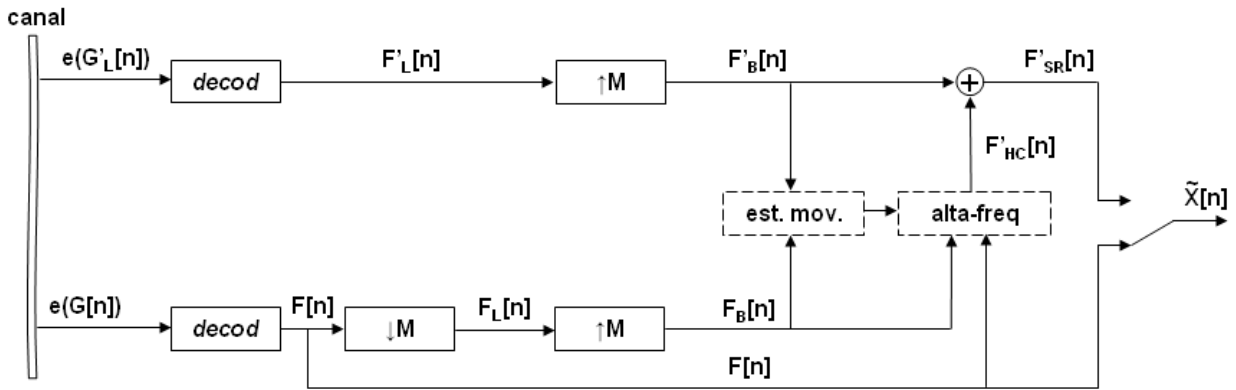 canal
e(G'L[n])
decod
F'L[n]
↑M
F'B[n]
+
F'SR[n]
F'HC[n]
est. mov.
alta-freq
X̃[n]
e(G[n])
decod
F[n]
↓M
FL[n]
↑M
FB[n]
F[n]